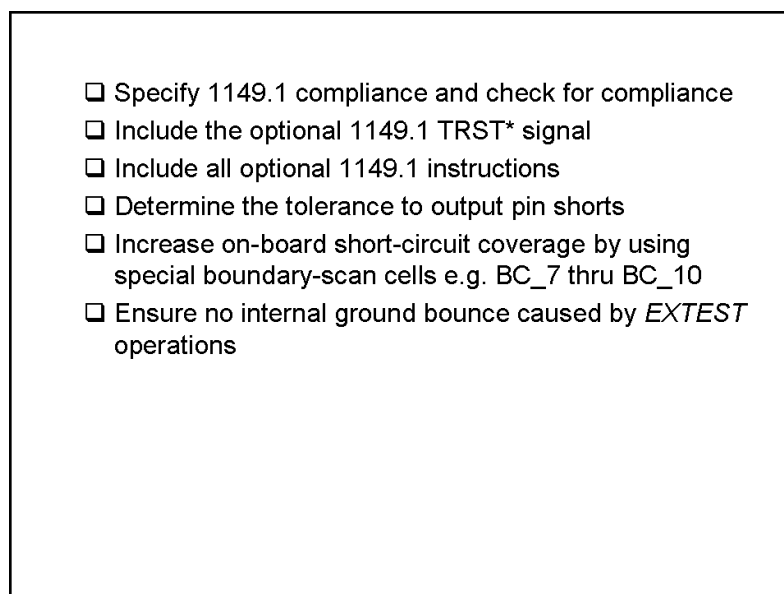 ❑ Specify 1149.1 compliance and check for compliance
❑ Include the optional 1149.1 TRST* signal
❑ Include all optional 1149.1 instructions
❑ Determine the tolerance to output pin shorts
❑ Increase on-board short-circuit coverage by using
special boundary-scan cells e.g. BC_7 thru BC_10
❑ Ensure no internal ground bounce caused by EXTEST
operations